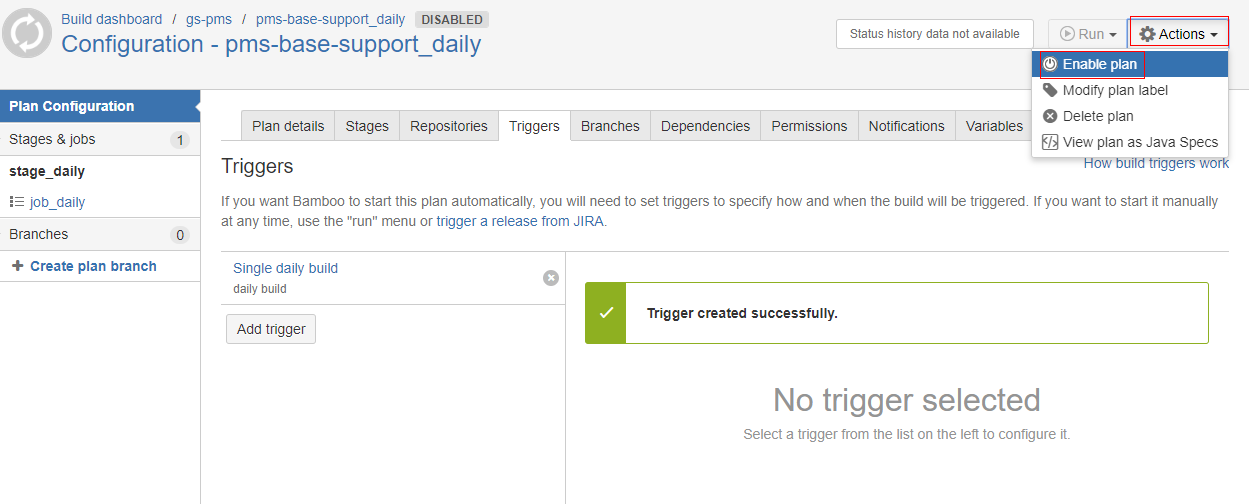 Build dashboard / gs-pms / pms-base-support_daily DISABLED
Configuration - pms-base-support_daily
Status history data not available
Run
Actions
Enable plan
Modify plan label
Delete plan
View plan as Java Specs
Plan Configuration
Stages & jobs 1
stage_daily
job_daily
Branches 0
Create plan branch
Plan details Stages Repositories Triggers Branches Dependencies Permissions Notifications Variables
Triggers
How build triggers work
If you want Bamboo to start this plan automatically, you will need to set triggers to specify how and when the build will be triggered. If you want to start it manually
at any time, use the "run" menu or trigger a release from JIRA.
Single daily build
daily build
Add trigger
Trigger created successfully.
No trigger selected
Select a trigger from the list on the left to configure it.